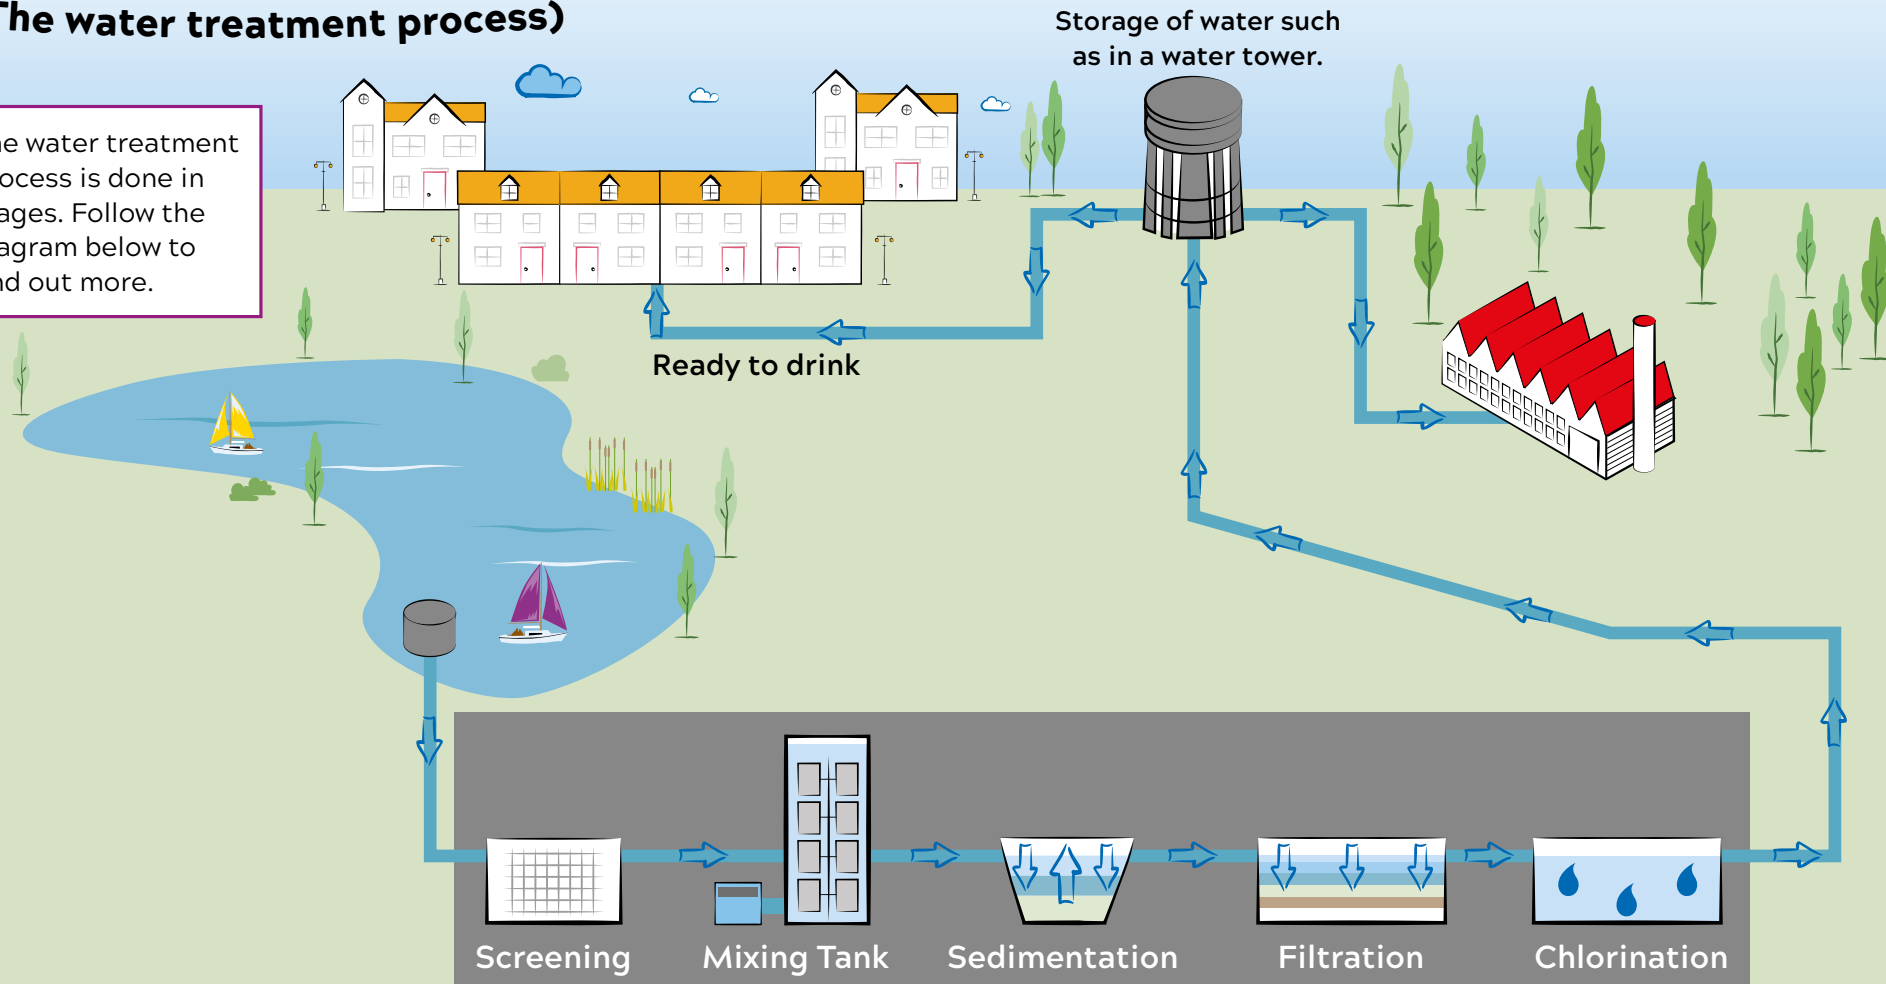 The water treatment process)
Storage of water such
as in a water tower.
he water treatment
ocess is done in
ages. Follow the
agram below to
nd out more.
Ready to drink
Screening
Mixing Tank
Sedimentation
Filtration
Chlorination